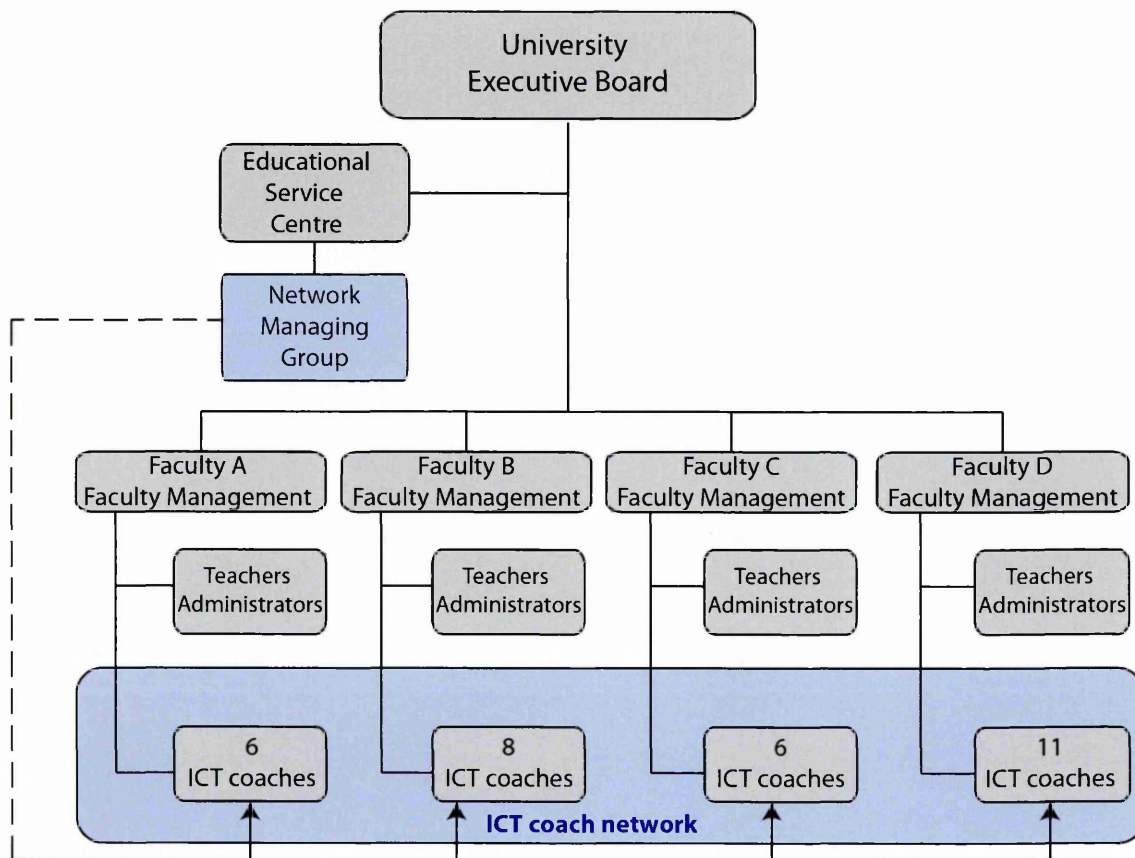 University
Executive Board
Educational
Service
Centre
Network
Managing
Group
Faculty A
Faculty Management
Faculty B
Faculty Management
Faculty C
Faculty Management
Faculty D
Faculty Management
Teachers
Administrators
Teachers
Administrators
Teachers
Administrators
Teachers
Administrators
6
ICT coaches
8
ICT coaches
6
ICT coaches
11
ICT coaches
ICT coach network